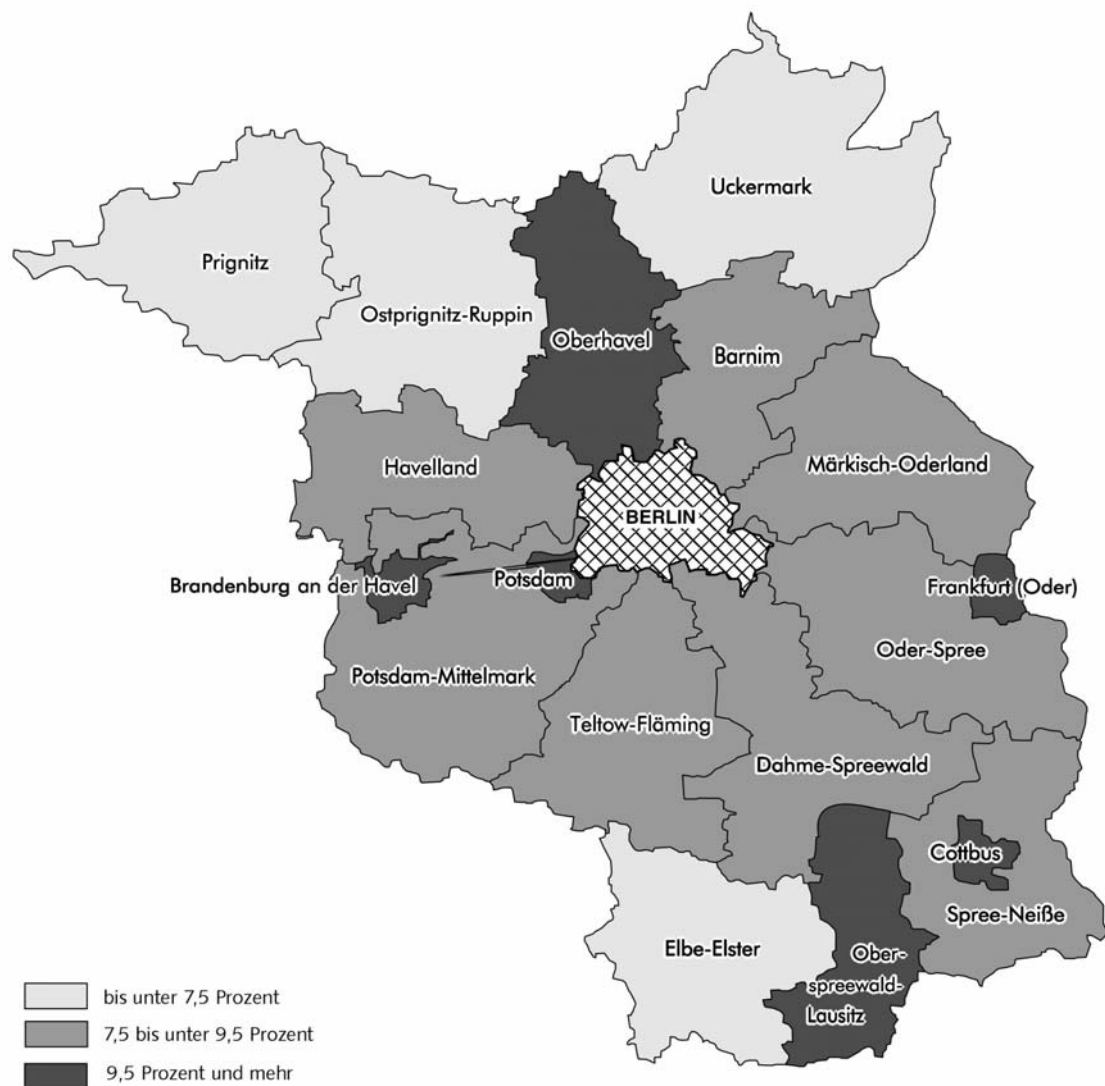 Uckermark
Prignitz
Ostprignitz-Ruppin
Oberhavel
Barnim
Havelland
Märkisch-Oderland
BERLIN
Brandenburg an der Havel
Potsdam
Frankfurt (Oder)
Oder-Spree
Potsdam-Mittelmark
Teltow-Fläming
Dahme-Spreewald
Cottbus
Spree-Neiße
Elbe-Elster
Ober-
spreewald-
Lausitz
bis unter 7,5 Prozent
7,5 bis unter 9,5 Prozent
9,5 Prozent und mehr